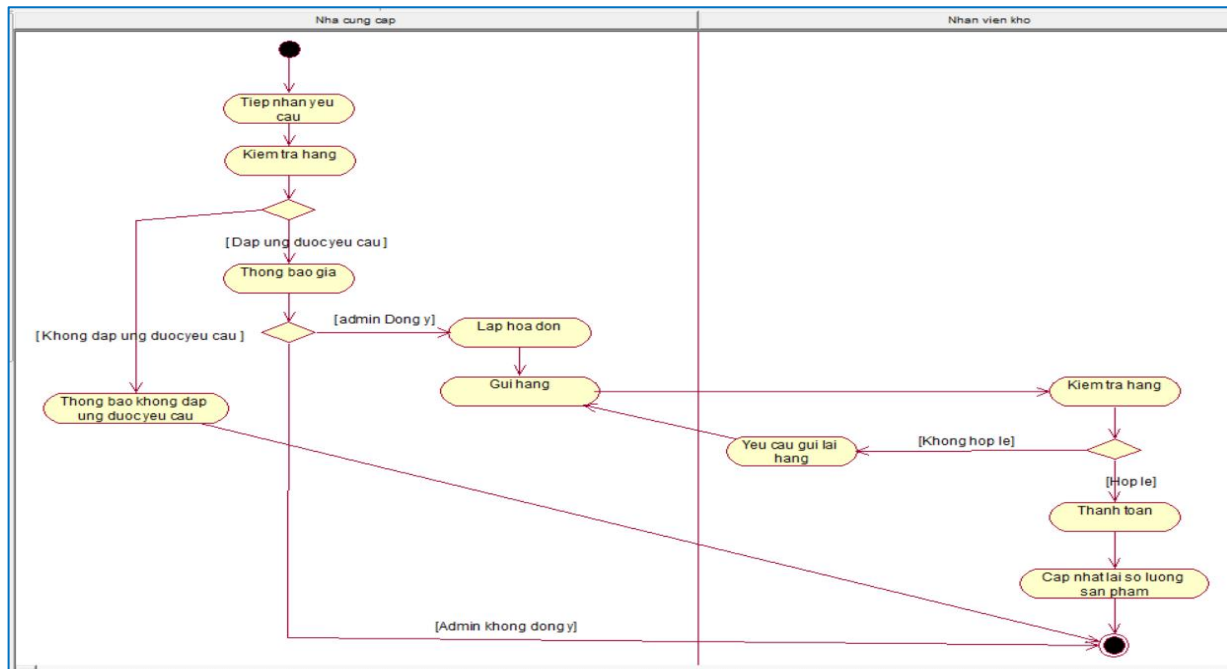 Nha cung cap
Nhan vien kho
Tiep nhan yeu
cau
Kiem tra hang
[ Dap ung duoc yeu cau ]
Thong bao gia
[ Khong dap ung duoc yeu cau ]
[admin Dong y]
Lap hoa don
Gui hang
Kiem tra hang
Thong bao khong dap
ung duoc yeu cau
Yeu cau gui lai
hang
[Khong hop le]
[Hop le]
Thanh toan
Cap nhat lai so luong
san pham
[Admin khong dong y]